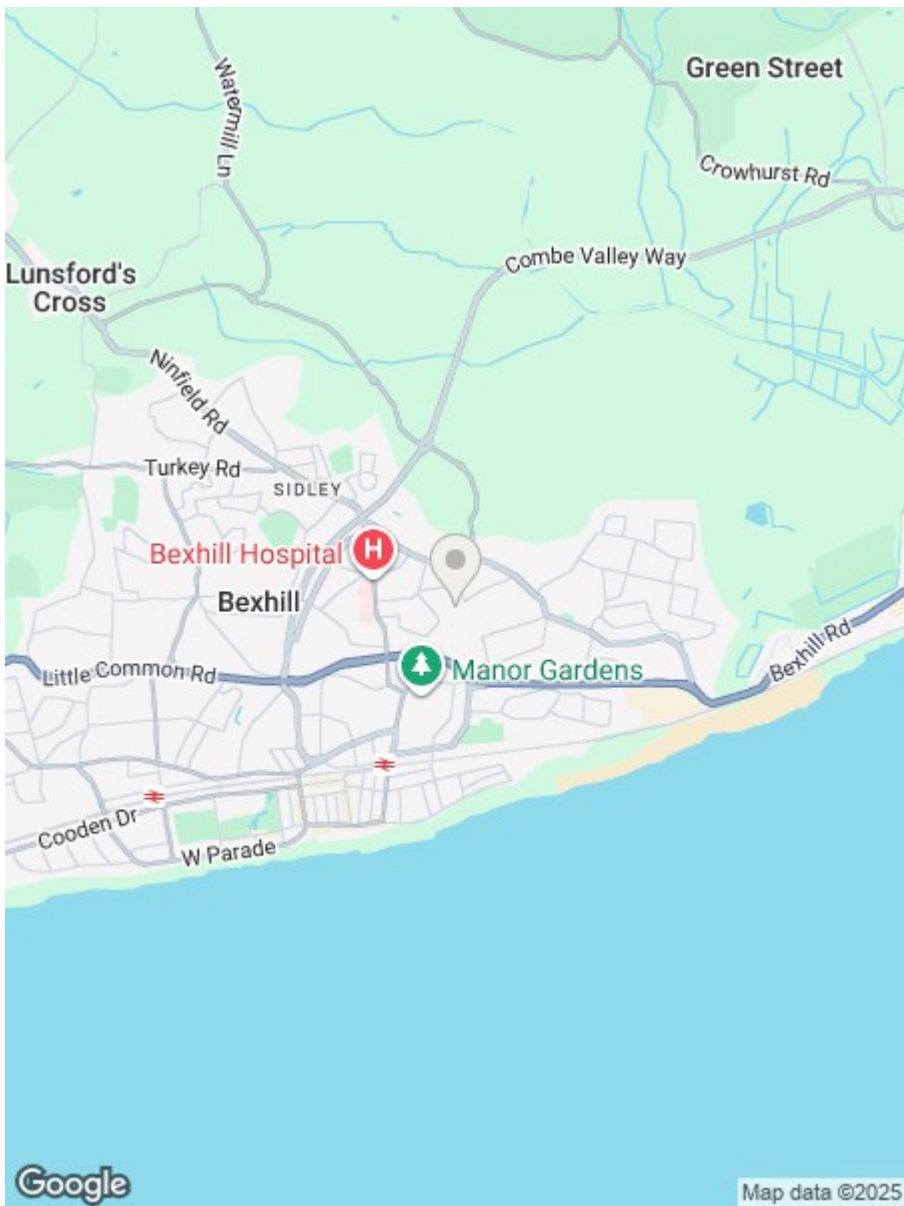 Green Street
Watermill Ln
Crowhurst Rd
Combe Valley Way
Lunsford's
Cross
Ninfield Rd
Turkey Rd
SIDLEY
Bexhill Hospital
H
Bexhill
Bexhill Rd
Little Common Rd
Manor Gardens
Cooden Dr
W Parade
Google
Map data ©2025